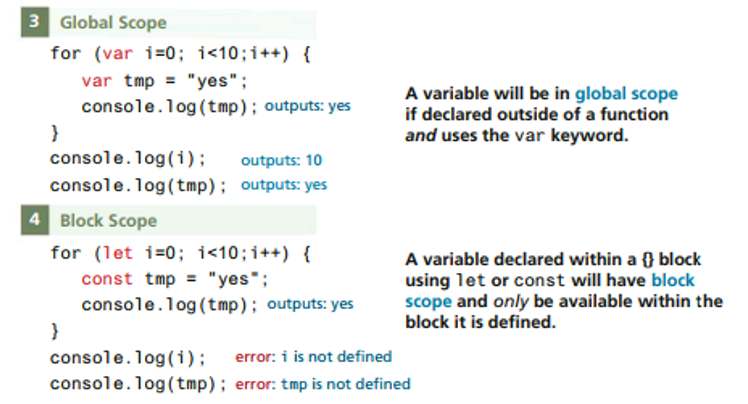 3 Global Scope
for (var i=0; i<10;i++) {
var tmp = "yes";
console.log(tmp); outputs: yes
}
console.log(i); outputs: 10
console.log(tmp); outputs: yes
A variable will be in global scope
if declared outside of a function
and uses the var keyword.
4 Block Scope
for (let i=0; i<10;i++) {
const tmp = "yes";
console.log(tmp); outputs: yes
}
console.log(i); error: i is not defined
console.log(tmp); error: tmp is not defined
A variable declared within a {} block
using let or const will have block
scope and only be available within the
block it is defined.